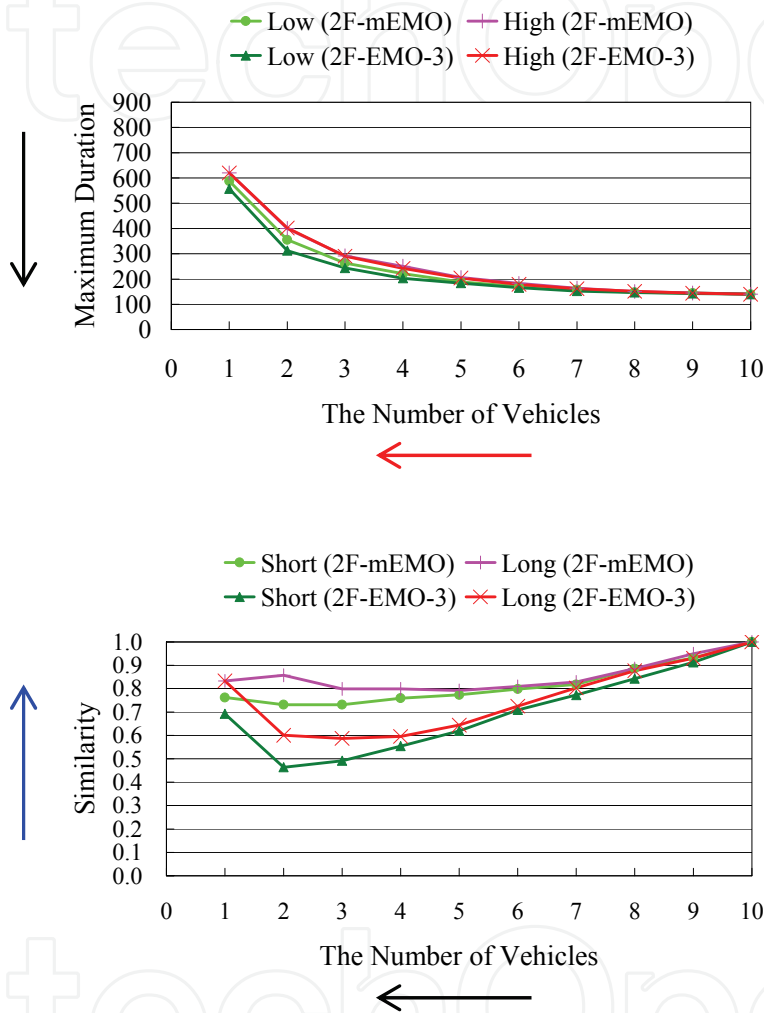 Low (2F-mEMO) High (2F-mEMO)
Low (2F-EMO-3) High (2F-EMO-3)
900
800
700
600
500
400
300
200
100
0
Maximum Duration
0 1 2 3 4 5 6 7 8 9 10
The Number of Vehicles
Short (2F-mEMO) Long (2F-mEMO)
Short (2F-EMO-3) Long (2F-EMO-3)
1.0
0.9
0.8
0.7
0.6
0.5
0.4
0.3
0.2
0.1
0.0
Similarity
0 1 2 3 4 5 6 7 8 9 10
The Number of Vehicles